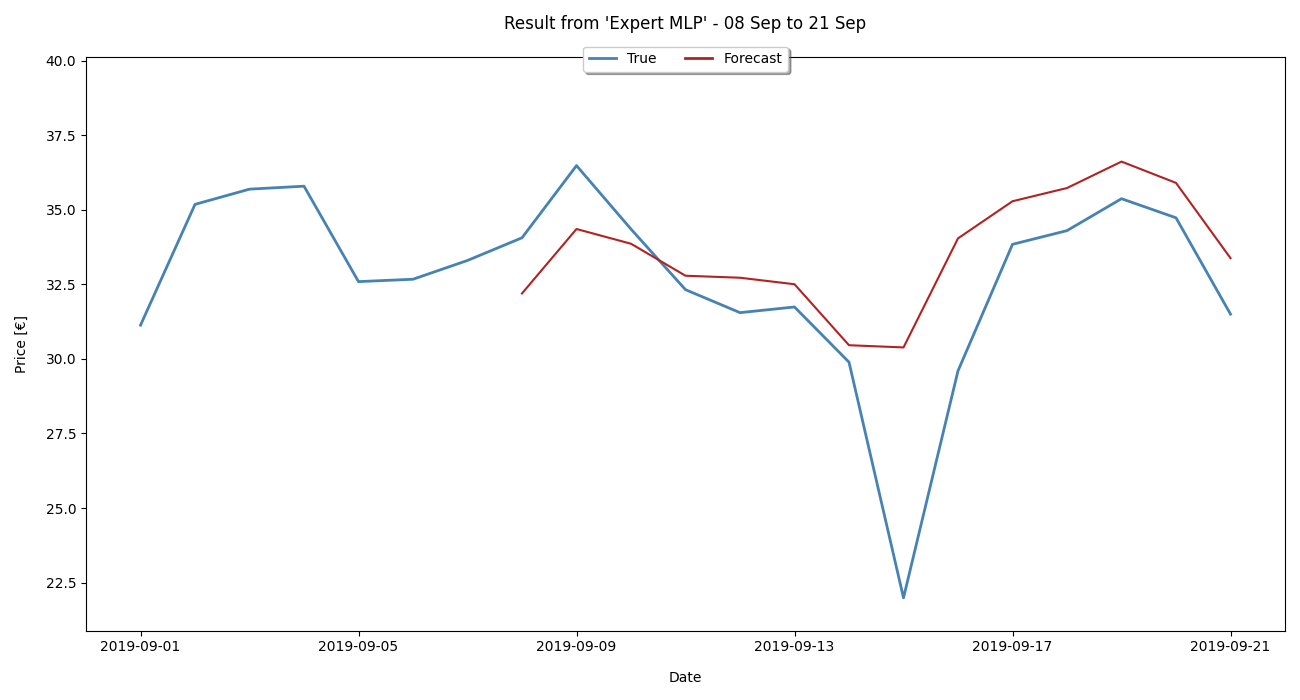 Result from 'Expert MLP' - 08 Sep to 21 Sep
True Forecast
40.0
37.5
35.0
32.5
30.0
27.5
25.0
22.5
Price [€]
2019-09-01 2019-09-05 2019-09-09 2019-09-13 2019-09-17 2019-09-21
Date